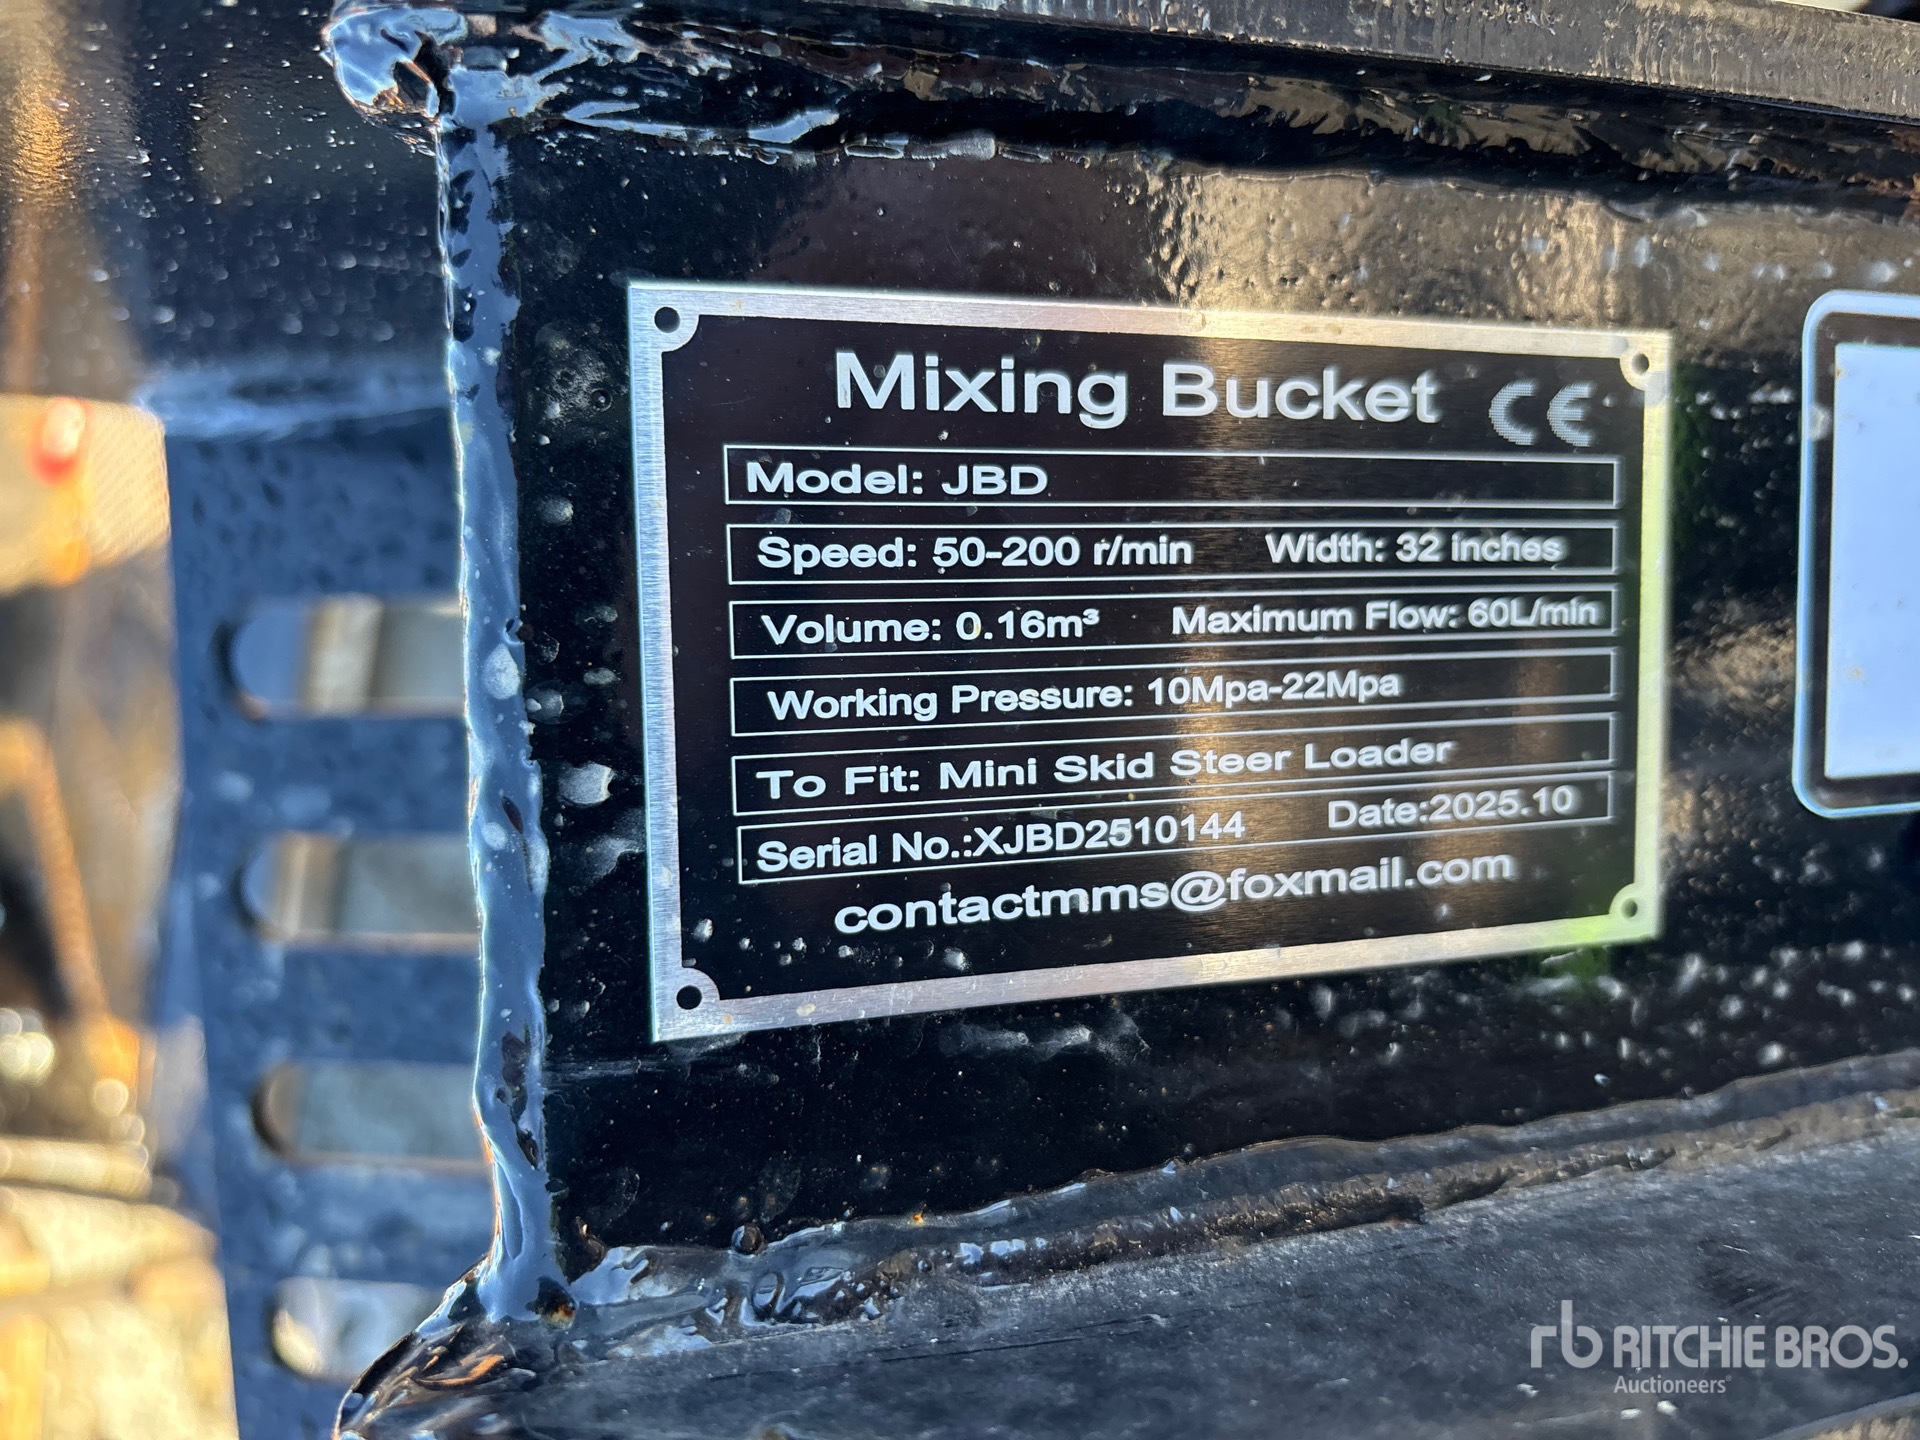 Mixing Bucket CE
Model: JBD
Speed: 50-200 r/min Width: 32 inches
Volume: 0.16m³ Maximum Flow: 60L/min
Working Pressure: 10Mpa-22Mpa
To Fit: Mini Skid Steer Loader
Serial No.:XJBD2510144 Date:2025.10
contactmms@foxmail.com
rb RITCHIE BROS.
Auctioneers